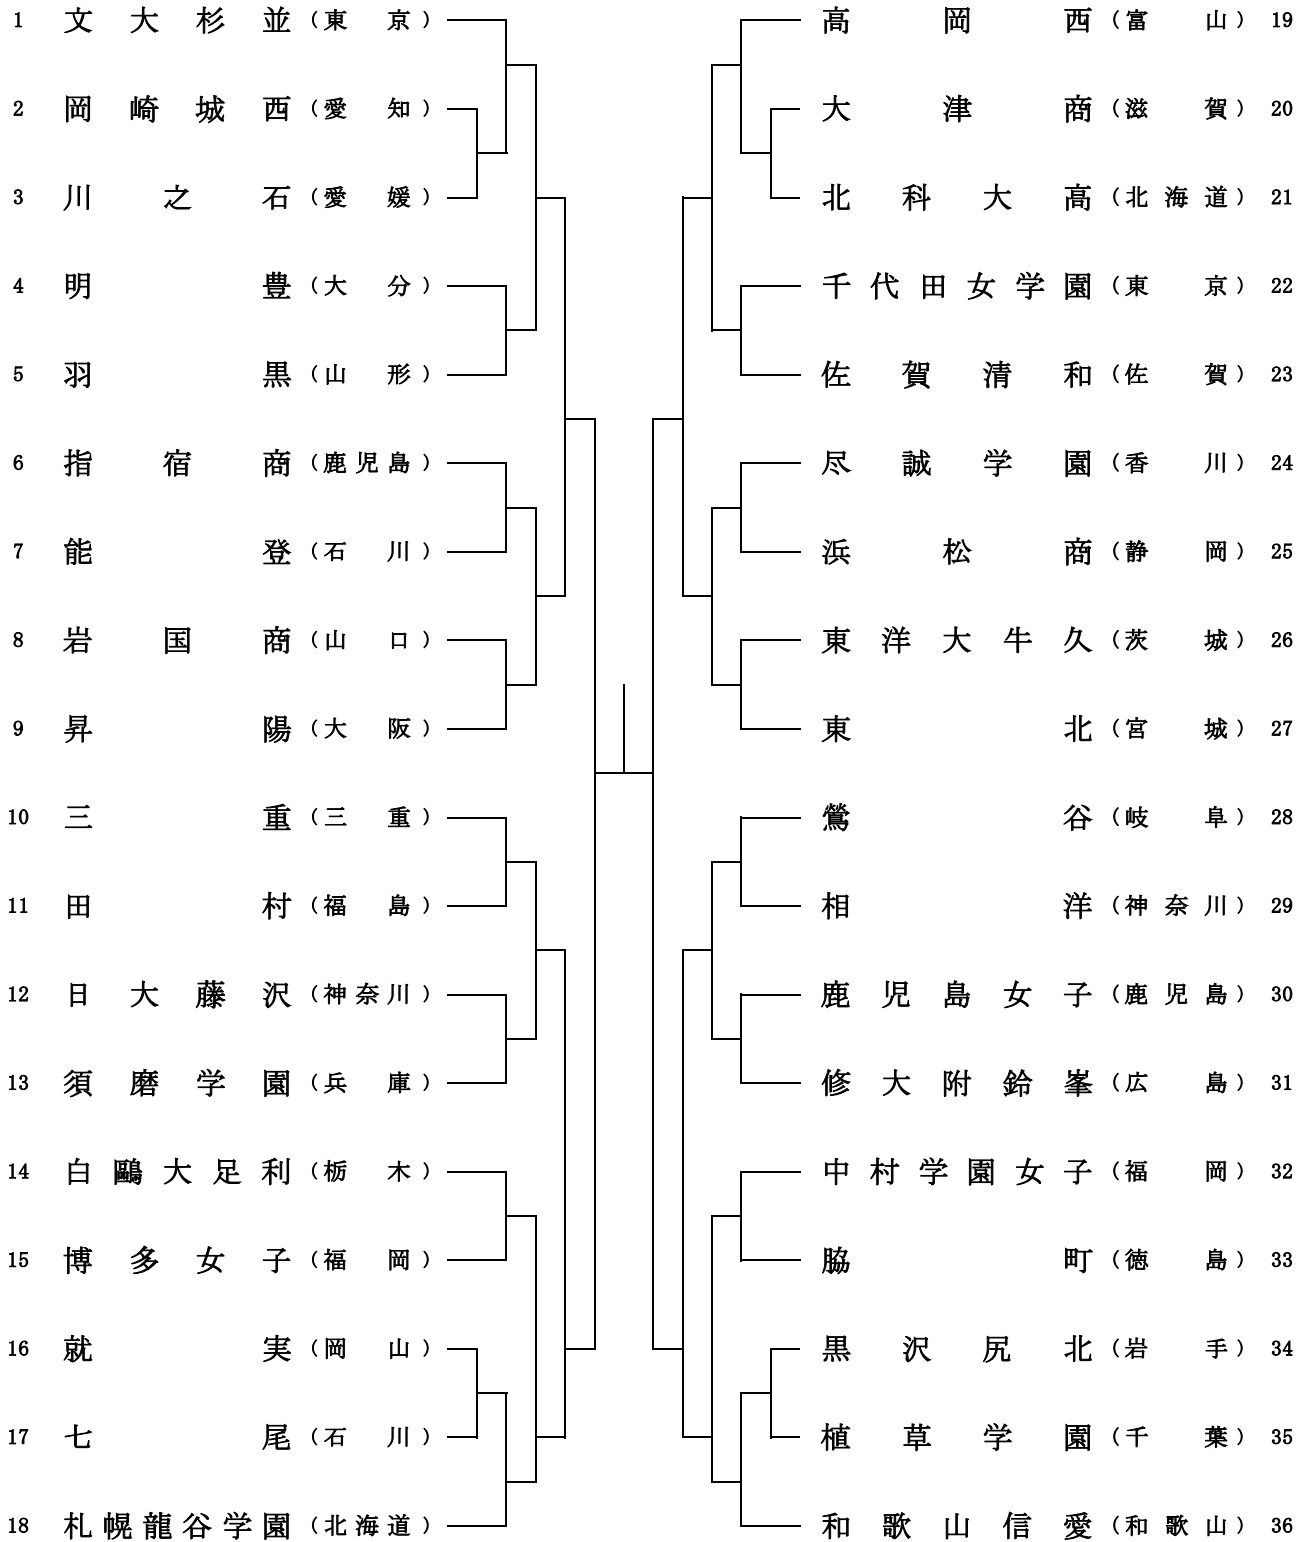 1 文大杉並（東京）
2 岡崎城西（愛知）
3 川之石（愛媛）
4 明豊（大分）
5 羽黒（山形）
6 指宿商（鹿児島）
7 能登（石川）
8 岩国商（山口）
9 昇陽（大阪）
10 三重（三重）
11 田村（福島）
12 日大藤沢（神奈川）
13 須磨学園（兵庫）
14 白鷗大足利（栃木）
15 博多女子（福岡）
16 就実（岡山）
17 七尾（石川）
18 札幌龍谷学園（北海道）
高岡西（富山） 19
大津商（滋賀） 20
北科大高（北海道） 21
千代田女学園（東京） 22
佐賀清和（佐賀） 23
尽誠学園（香川） 24
浜松商（静岡） 25
東洋大牛久（茨城） 26
東北（宮城） 27
鶯谷（岐阜） 28
相洋（神奈川） 29
鹿児島女子（鹿児島） 30
修大附鈴峯（広島） 31
中村学園女子（福岡） 32
脇町（徳島） 33
黒沢尻北（岩手） 34
植草学園（千葉） 35
和歌山信愛（和歌山） 36